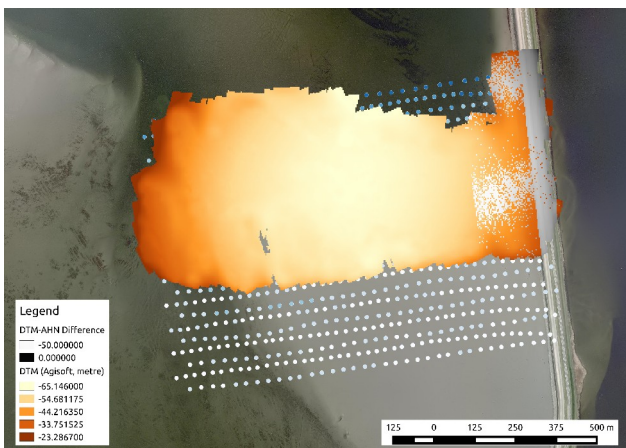 Legend
DTM-AHN Difference
-50.000000
0.000000
DTM (Agisoft, metre)
-65.146000
-54.681175
-44.216350
-33.751525
-23.286700
125 0 125 250 375 500 m